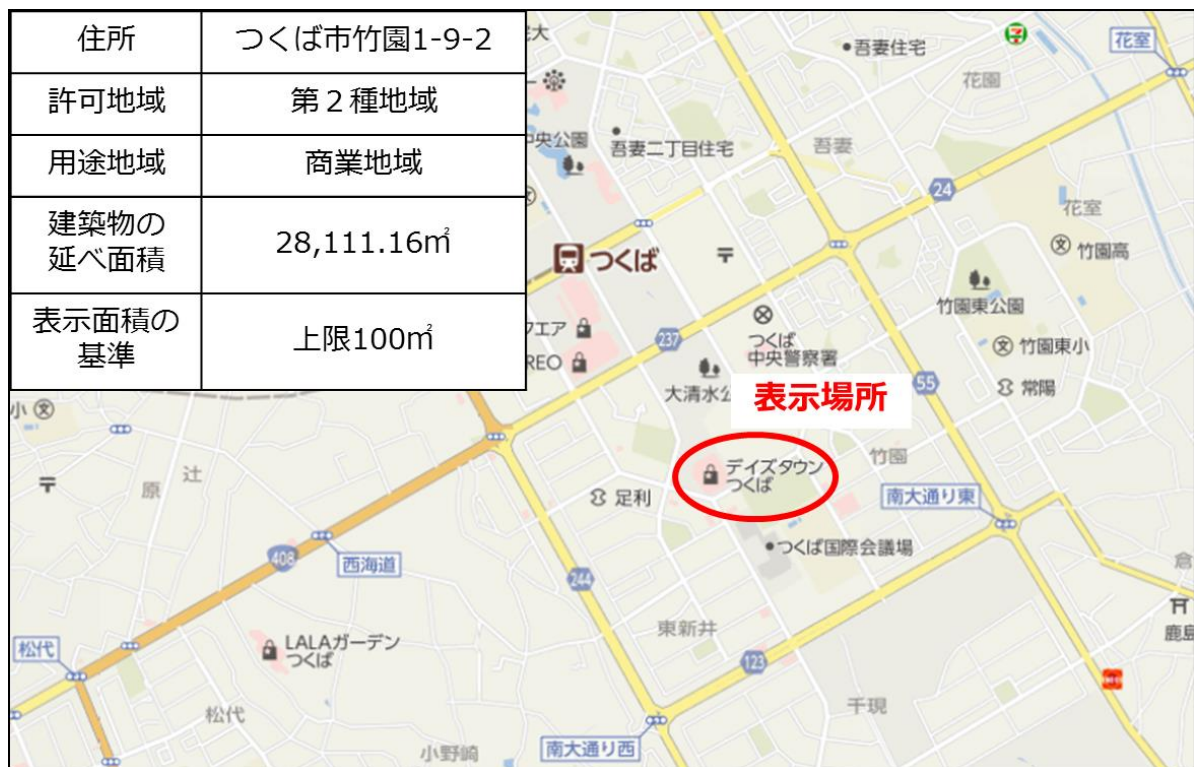 住所
つくば市竹園1-9-2
許可地域
第２種地域
用途地域
商業地域
建築物の
延べ面積
28,111.16㎡
表示面積の
基準
上限100㎡
吾妻住宅
花園
花室
中央公園
吾妻二丁目住宅
吾妻
24
花室
竹園高
つくば
竹園東公園
237
つくば
中央警察署
竹園東小
クエア
REO
大清水公
表示場所
55
常陽
小
辻
原
足利
デイズタウン
つくば
竹園
南大通り東
408
西海道
つくば国際会議場
244
倉
東新井
鹿島
松代
LALAガーデン
つくば
123
松代
千現
小野崎
南大通り西